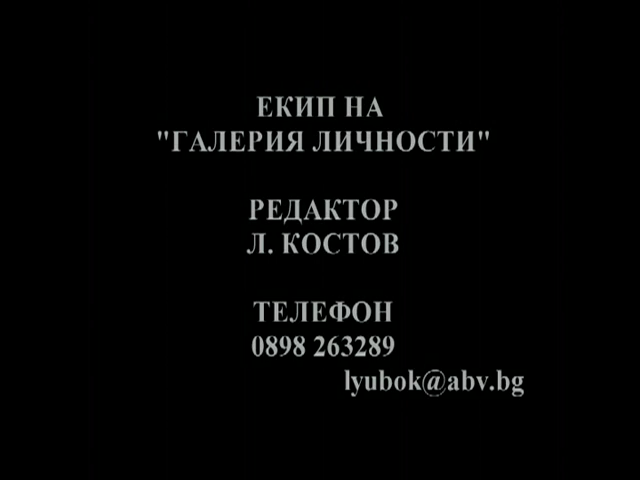 ЕКИП НА
"ГАЛЕРИЯ ЛИЧНОСТИ"
РЕДАКТОР
Л. КОСТОВ
ТЕЛЕФОН
0898 263289
lyubok@abv.bg